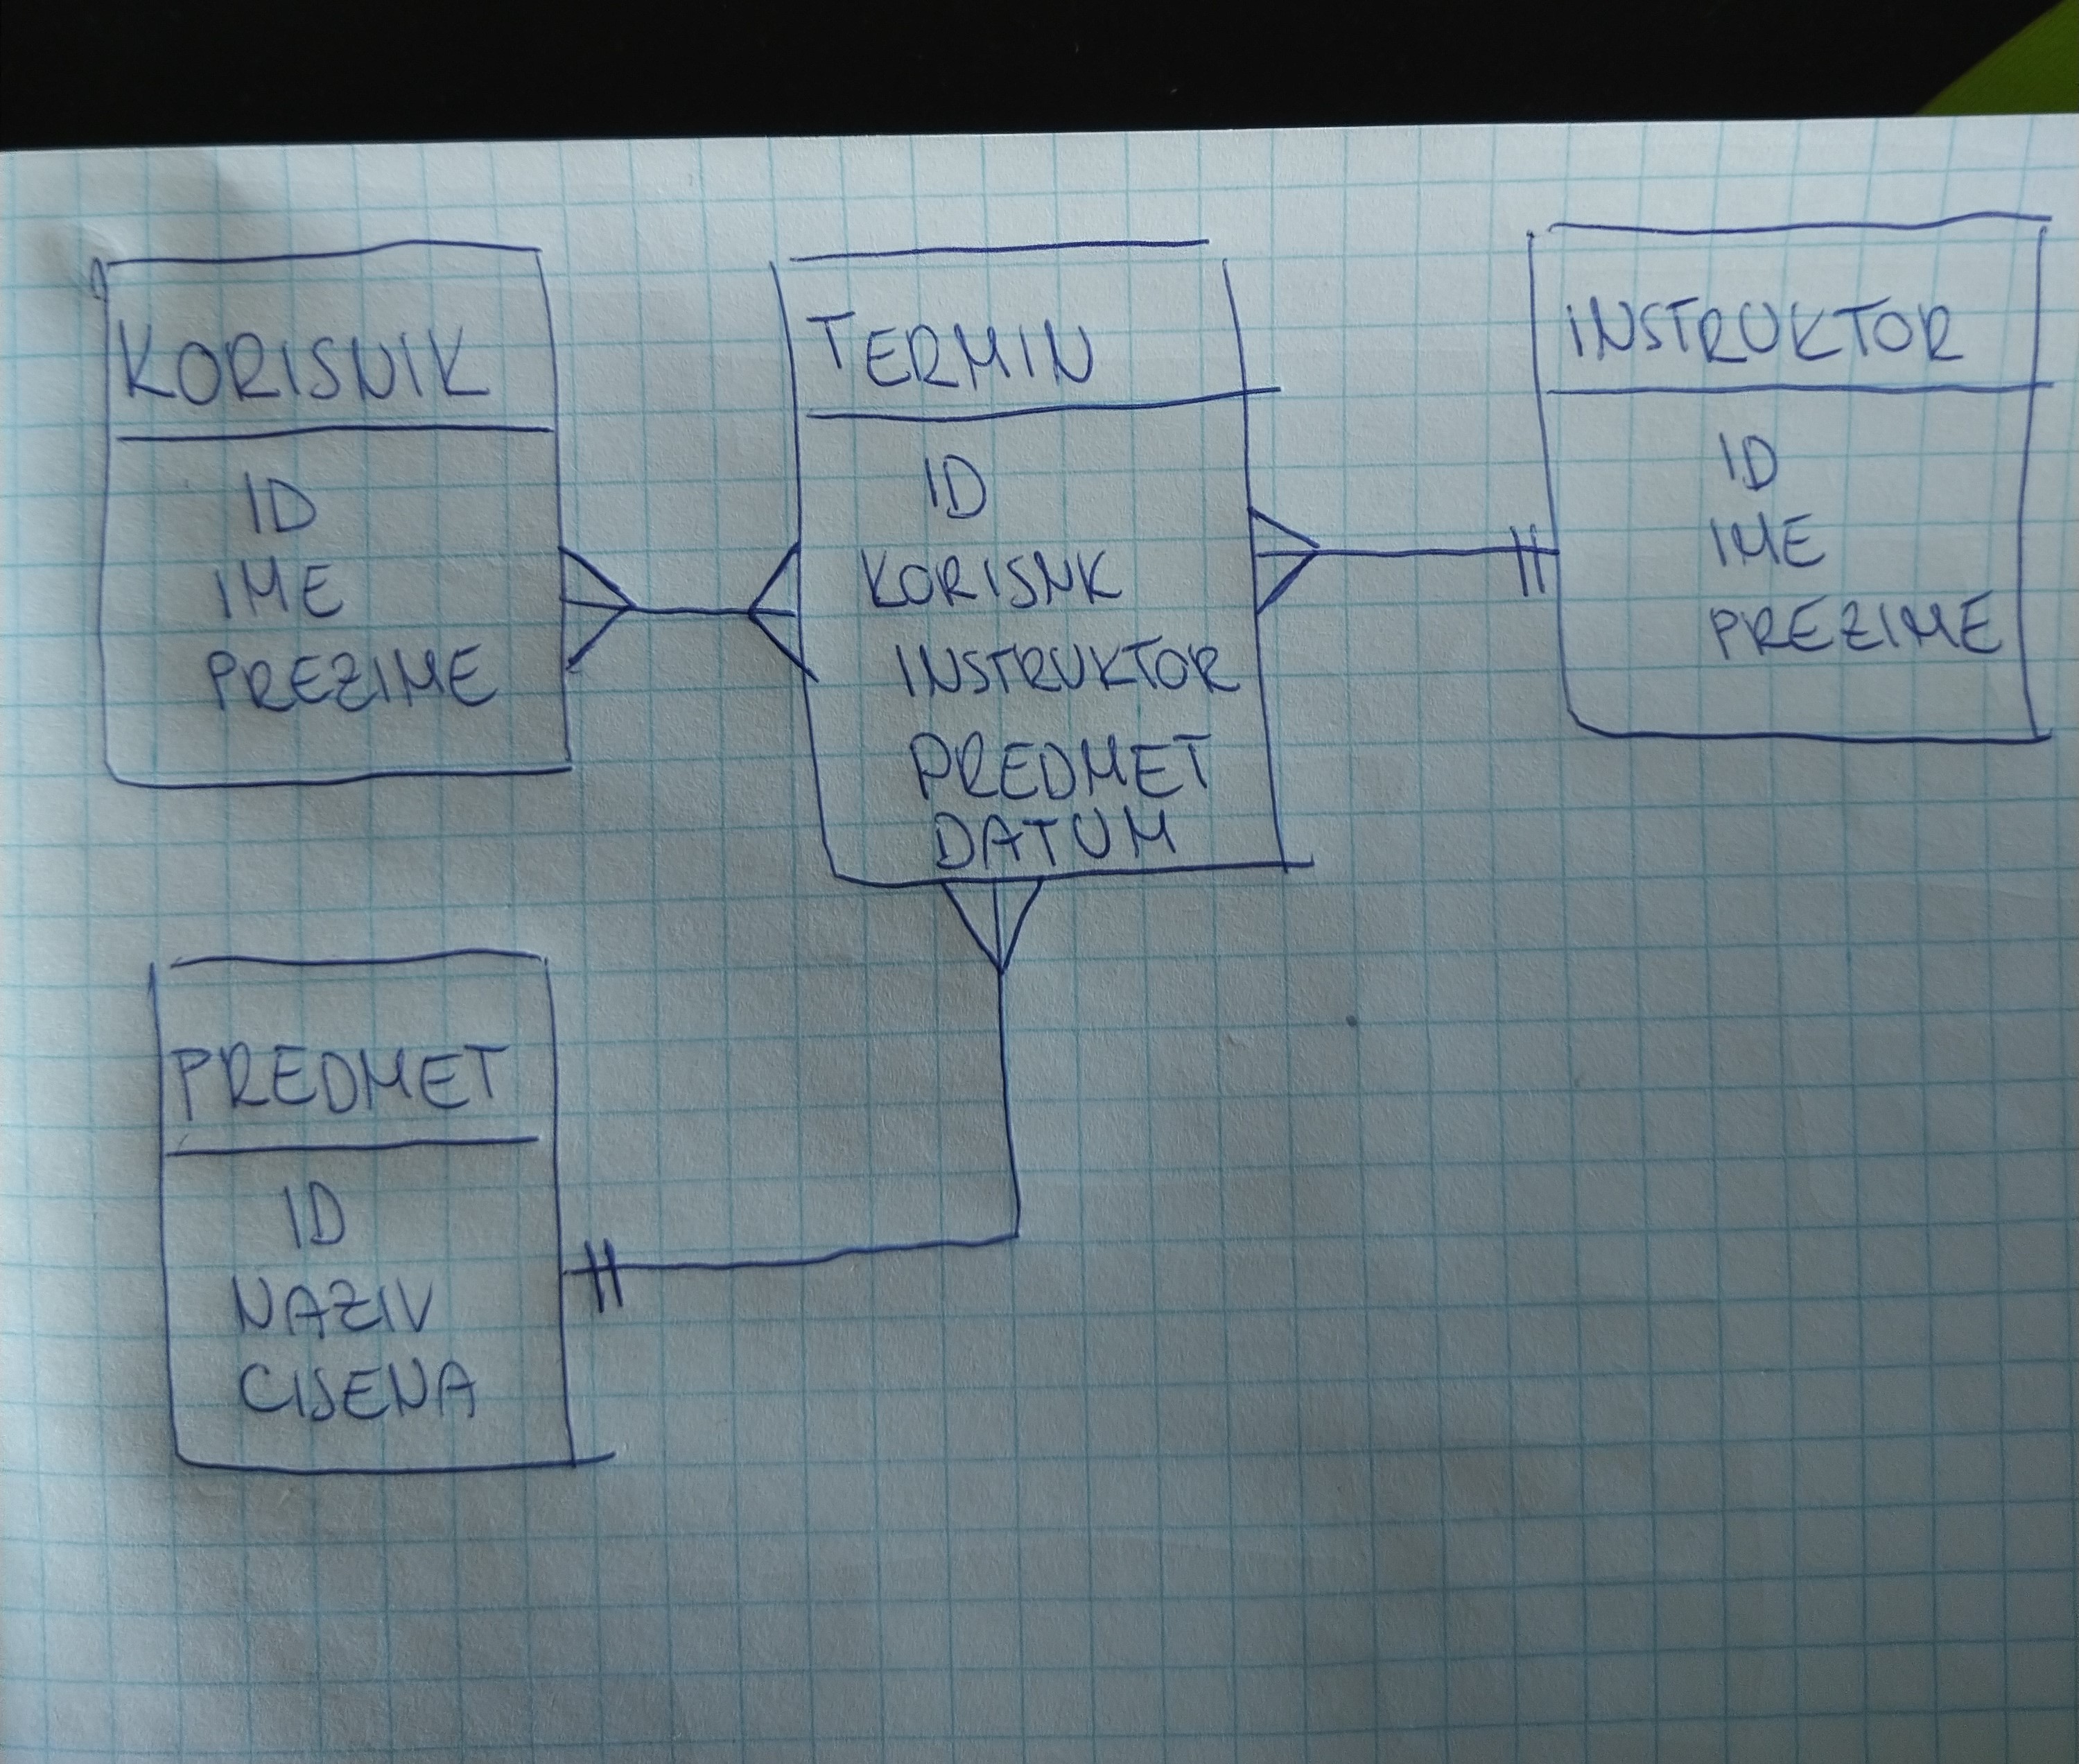 KORISNIK
ID
IME
PREZIME
TERMIN
ID
KORISNK
INSTRUKTOR
PREDMET
DATUM
INSTRUKTOR
ID
IME
PREZIME
PREDMET
ID
NAZIV
CIJENA